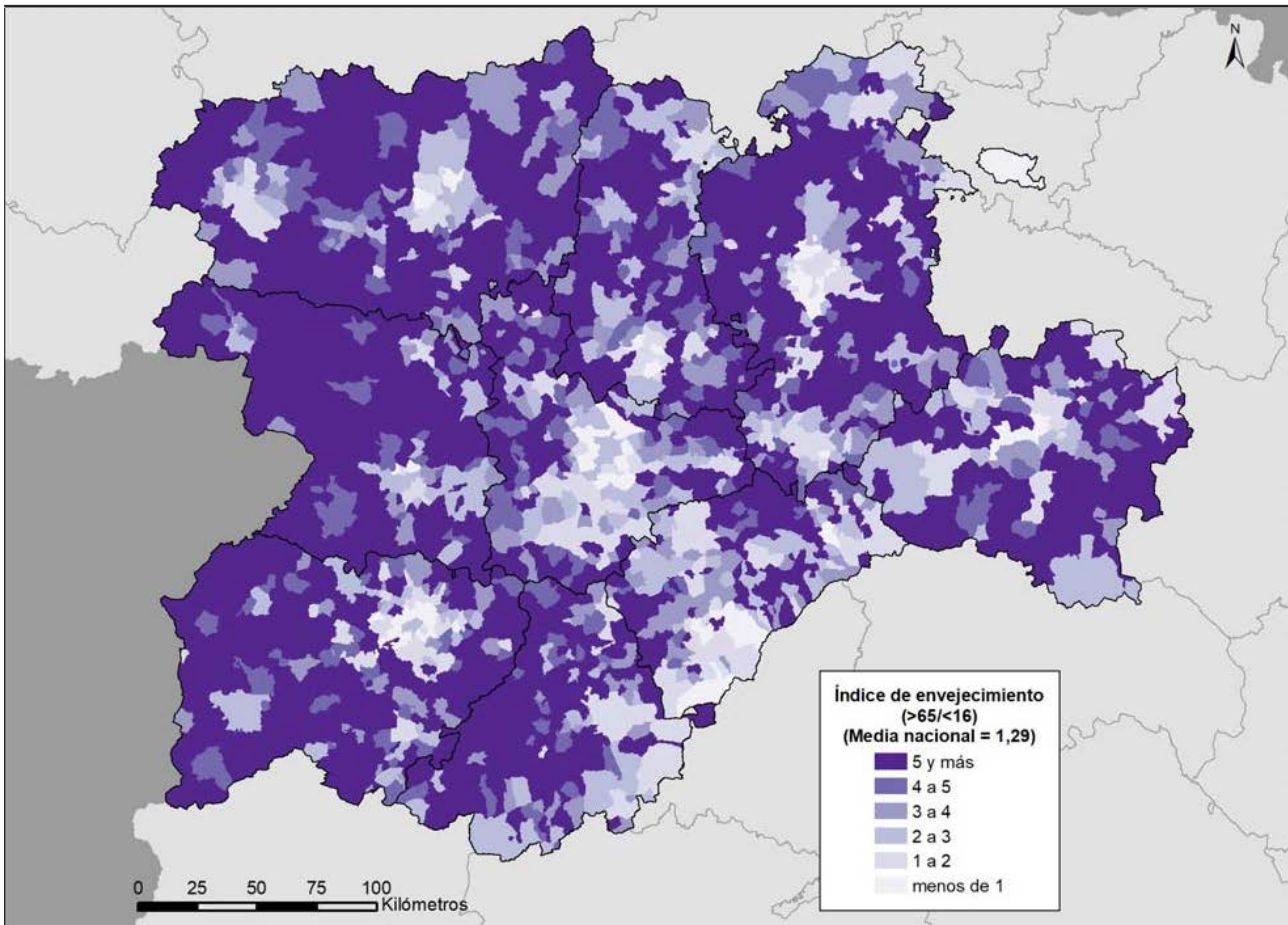 N
Índice de envejecimiento
(>65/<16)
(Media nacional = 1,29)
5 y más
4 a 5
3 a 4
2 a 3
1 a 2
menos de 1
0 25 50 75 100
Kilómetros